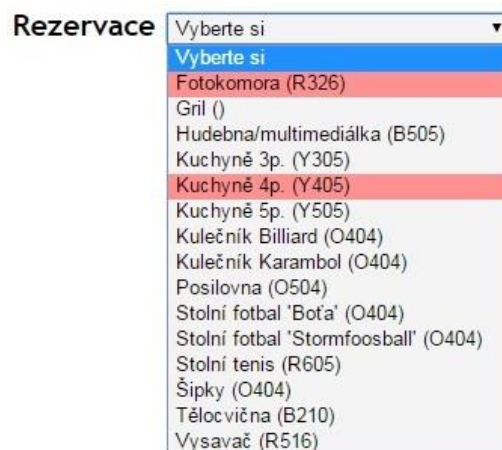 Rezervace Vyberte si
Vyberte si
Fotokomora (R326)
Gril ()
Hudebna/multimediálka (B505)
Kuchyně 3p. (Y305)
Kuchyně 4p. (Y405)
Kuchyně 5p. (Y505)
Kulečník Billiard (O404)
Kulečník Karambol (O404)
Posilovna (O504)
Stolní fotbal 'Boťa' (O404)
Stolní fotbal 'Stormfoosball' (O404)
Stolní tenis (R605)
Šipky (O404)
Tělocvična (B210)
Vysavač (R516)